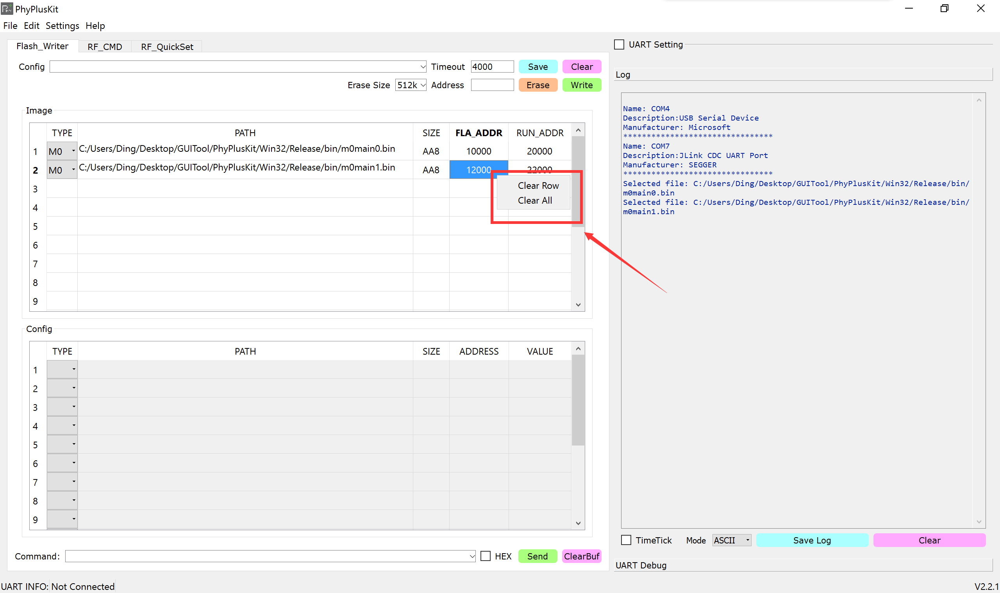 PhyPlusKit
File Edit Settings Help
Flash_Writer RF_CMD RF_QuickSet
Config Timeout 4000 Save Clear
Erase Size 512k Address Erase Write
Image
TYPE PATH SIZE FLA_ADDR RUN_ADDR
1 M0 C:/Users/Ding/Desktop/GUITool/PhyPlusKit/Win32/Release/bin/m0main0.bin AA8 10000 20000
2 M0 C:/Users/Ding/Desktop/GUITool/PhyPlusKit/Win32/Release/bin/m0main1.bin AA8 12000 22000
Clear Row
Clear All
3
4
5
6
7
8
9
Config
TYPE PATH SIZE ADDRESS VALUE
1
2
3
4
5
6
7
8
9
Command: HEX Send ClearBuf
UART INFO: Not Connected
UART Setting
Log
Name: COM4
Description:USB Serial Device
Manufacturer: Microsoft
********************************
Name: COM7
Description:JLink CDC UART Port
Manufacturer: SEGGER
********************************
Selected file: C:/Users/Ding/Desktop/GUITool/PhyPlusKit/Win32/Release/bin/
m0main0.bin
Selected file: C:/Users/Ding/Desktop/GUITool/PhyPlusKit/Win32/Release/bin/
m0main1.bin
TimeTick Mode ASCII Save Log Clear
UART Debug
V2.2.1